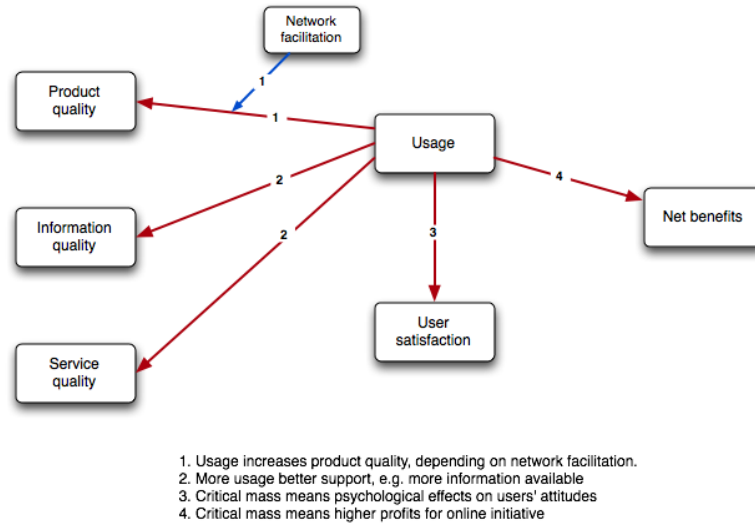 Network
facilitation
1
Product
quality
1
Usage
2
4
Information
quality
2
3
Net benefits
User
satisfaction
Service
quality
1. Usage increases product quality, depending on network facilitation.
2. More usage better support, e.g. more information available
3. Critical mass means psychological effects on users' attitudes
4. Critical mass means higher profits for online initiative